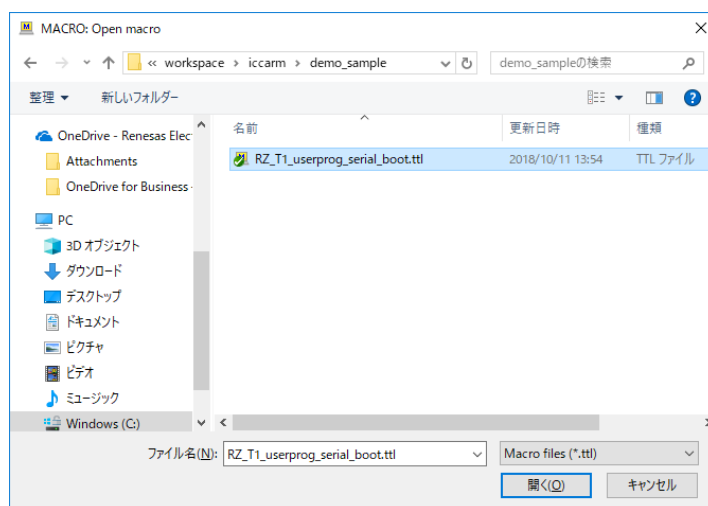 MACRO: Open macro
« workspace › iccarm › demo_sample
demo_sampleの検索
整理 新しいフォルダー
名前 更新日時 種類
OneDrive - Renesas Elec
Attachments
OneDrive for Business -
PC
3D オブジェクト
ダウンロード
デスクトップ
ドキュメント
ピクチャ
ビデオ
ミュージック
Windows (C:)
RZ_T1_userprog_serial_boot.ttl 2018/10/11 13:54 TTL ファイル
ファイル名(N): RZ_T1_userprog_serial_boot.ttl Macro files (*.ttl)
開く(O) キャンセル